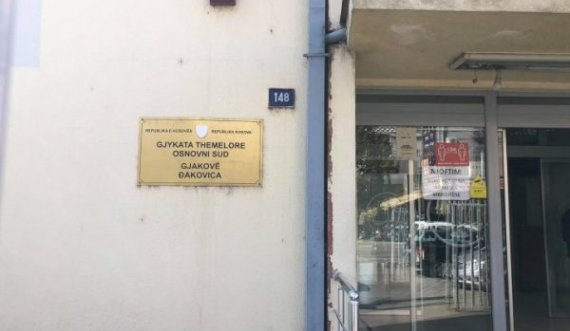 REPUBLIKA E KOSOVËS REPUBLIKA KOSOVA
GJYKATA THEMELORE
OSNOVNI SUD
GJAKOVË
ĐAKOVICA
148
NJOFTIM